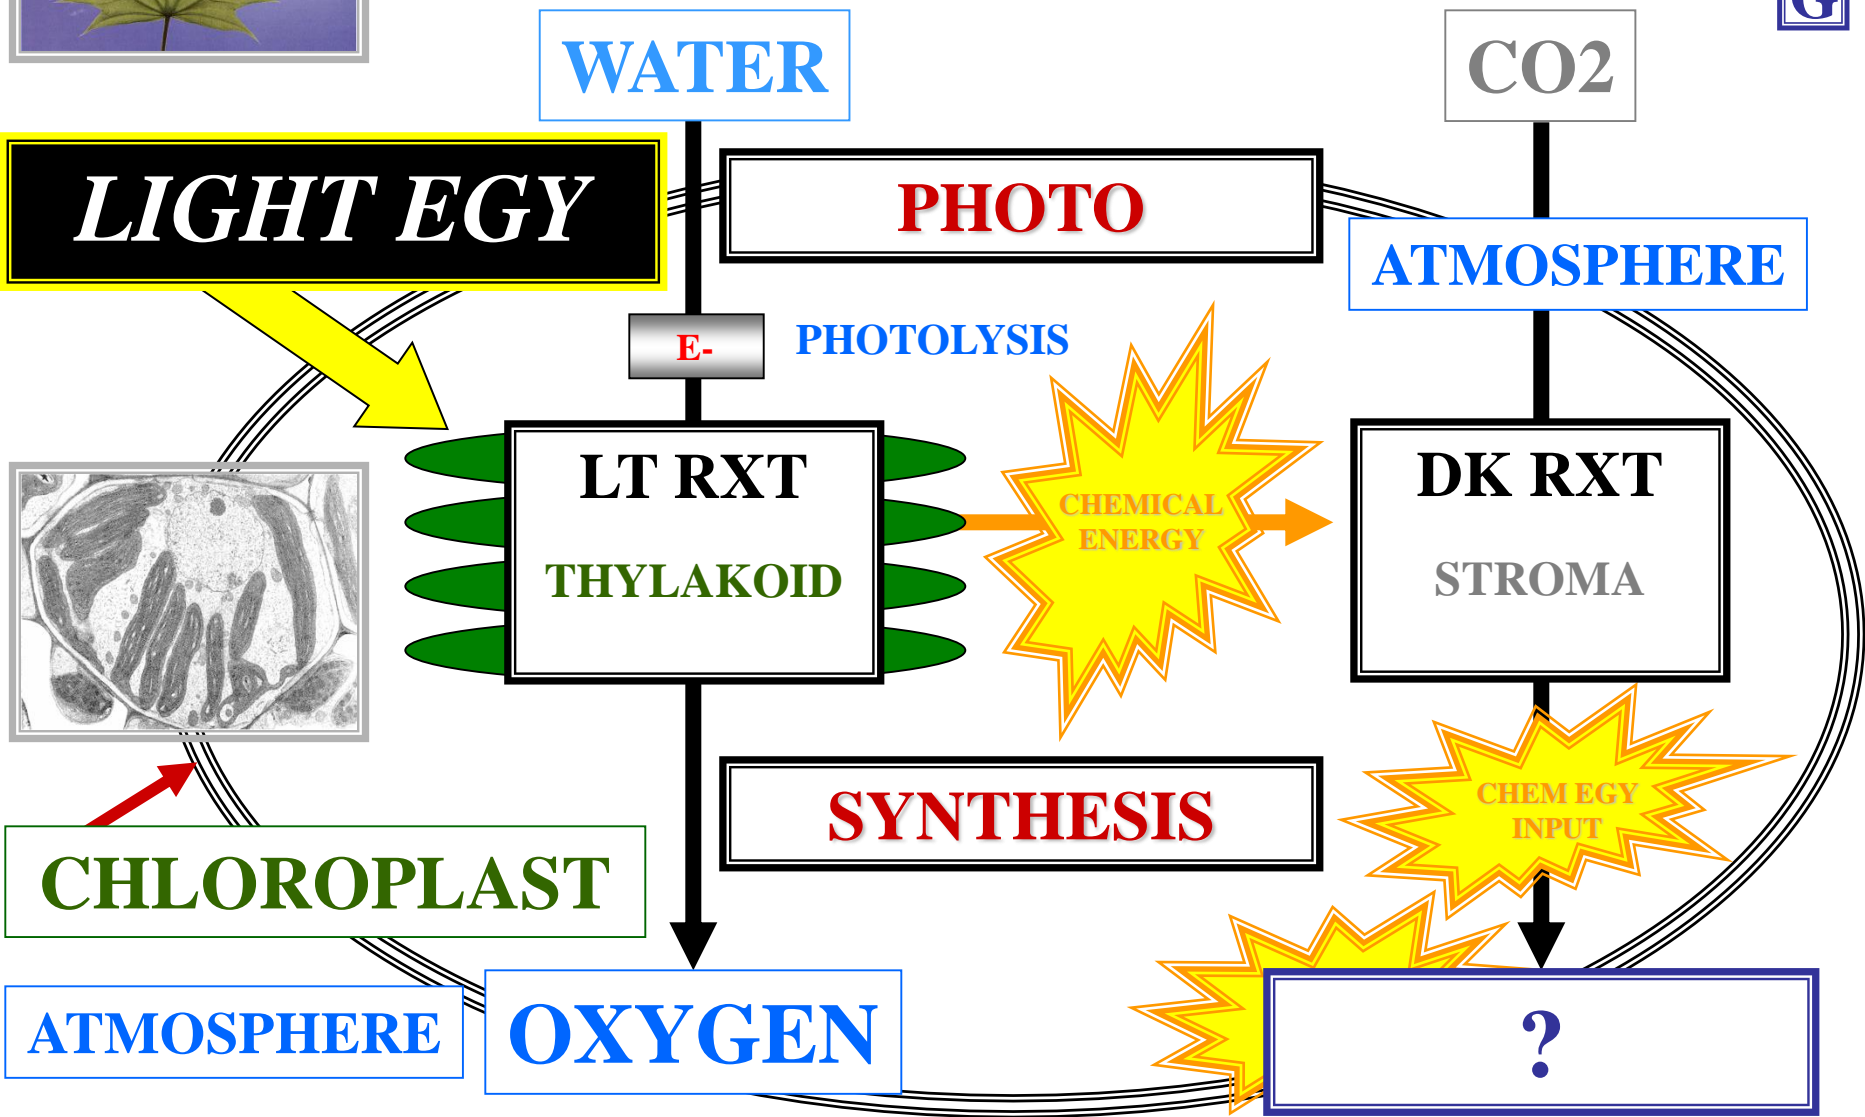 G
WATER
CO2
LIGHT EGY
PHOTO
ATMOSPHERE
E-
PHOTOLYSIS
LT RXT
THYLAKOID
CHEMICAL
ENERGY
DK RXT
STROMA
SYNTHESIS
CHEM EGY
INPUT
CHLOROPLAST
ATMOSPHERE
OXYGEN
?